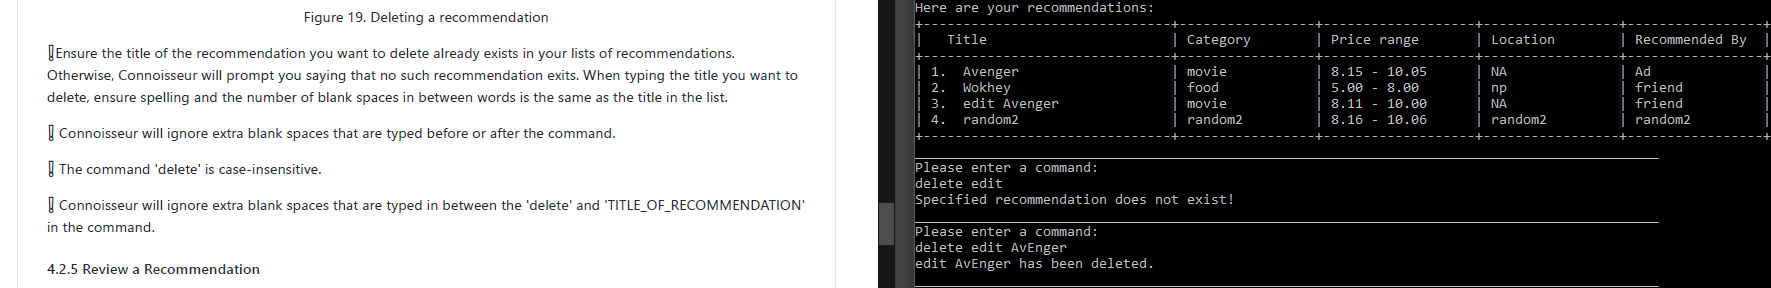 Figure 19. Deleting a recommendation
Ensure the title of the recommendation you want to delete already exists in your lists of recommendations.
Otherwise, Connoisseur will prompt you saying that no such recommendation exits. When typing the title you want to
delete, ensure spelling and the number of blank spaces in between words is the same as the title in the list.
Connoisseur will ignore extra blank spaces that are typed before or after the command.
The command 'delete' is case-insensitive.
Connoisseur will ignore extra blank spaces that are typed in between the 'delete' and 'TITLE_OF_RECOMMENDATION'
in the command.
4.2.5 Review a Recommendation
Here are your recommendations:
Title | Category | Price range | Location | Recommended By
1. Avenger | movie | 8.15 - 10.05 | NA | Ad
2. Wokhey | food | 5.00 - 8.00 | np | friend
3. edit Avenger | movie | 8.11 - 10.00 | NA | friend
4. random2 | random2 | 8.16 - 10.06 | random2 | random2
Please enter a command:
delete edit
Specified recommendation does not exist!
Please enter a command:
delete edit AvEnger
edit AvEnger has been deleted.